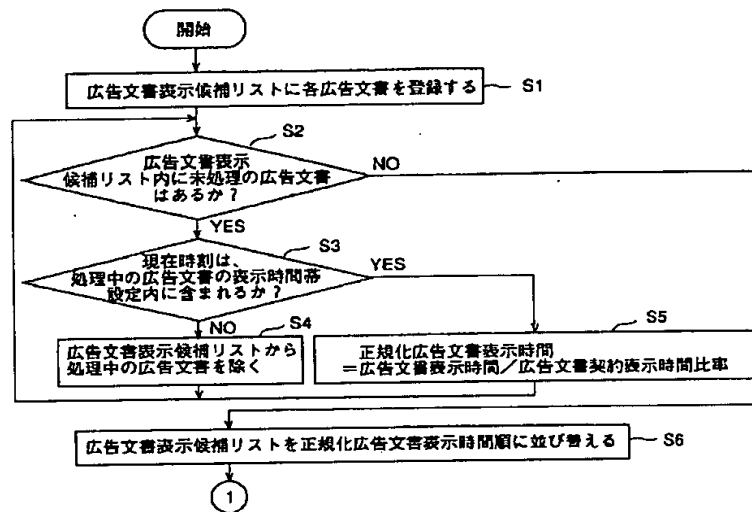 開始
広告文書表示候補リストに各広告文書を登録する
S1
S2
広告文書表示
候補リスト内に未処理の広告文書
はあるか？
NO
YES
S3
現在時刻は、
処理中の広告文書の表示時間帯
設定内に含まれるか？
YES
NO
S4
広告文書表示候補リストから
処理中の広告文書を除く
S5
正規化広告文書表示時間
＝広告文書表示時間／広告文書契約表示時間比率
広告文書表示候補リストを正規化広告文書表示時間順に並び替える
S6
1